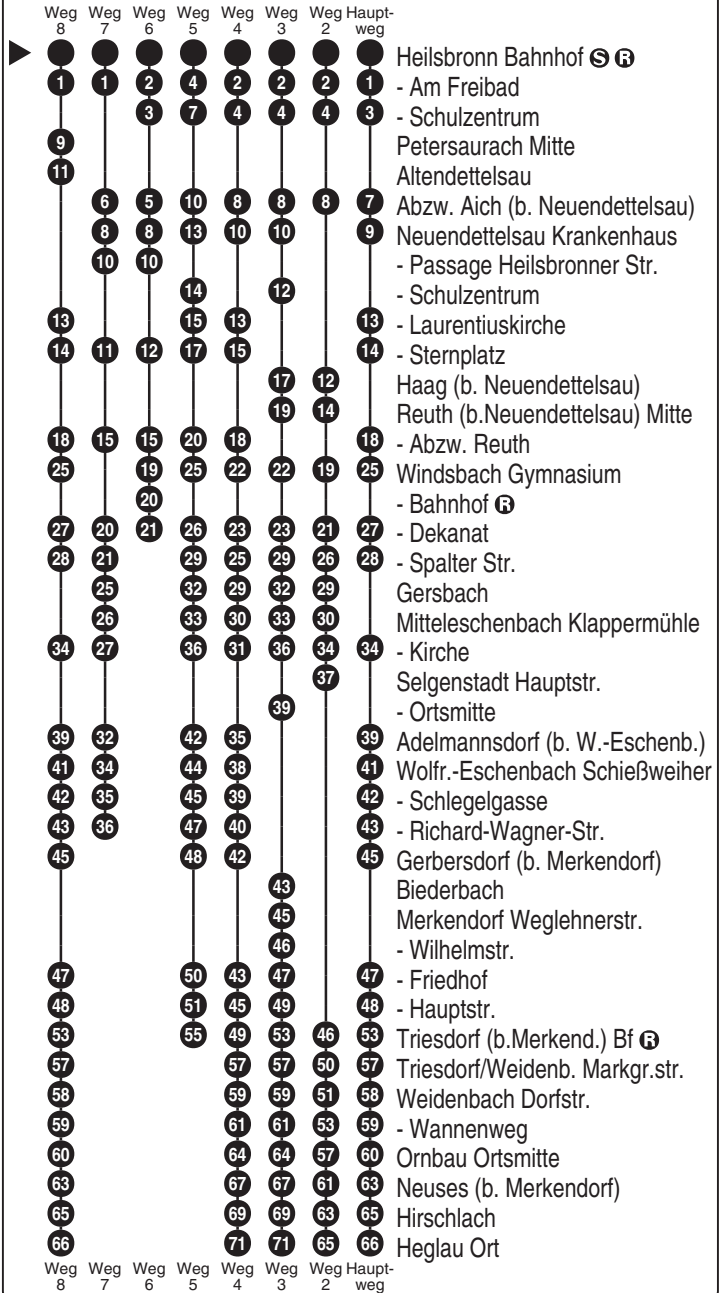 Weg 8 Weg 7 Weg 6 Weg 5 Weg 4 Weg 3 Weg 2 Haupt-weg
Heilsbronn Bahnhof S R
1 1 2 4 2 2 2 1 - Am Freibad
3 7 4 4 4 3 - Schulzentrum
9 Petersaurach Mitte
11 Altendettelsau
6 5 10 8 8 8 7 Abzw. Aich (b. Neuendettelsau)
8 8 13 10 10 9 Neuendettelsau Krankenhaus
10 10 - Passage Heilsbronner Str.
14 12 - Schulzentrum
13 15 13 13 - Laurentiuskirche
14 11 12 17 15 14 - Sternplatz
17 12 Haag (b. Neuendettelsau)
19 14 Reuth (b.Neuendettelsau) Mitte
18 15 15 20 18 18 - Abzw. Reuth
25 19 25 22 22 19 25 Windsbach Gymnasium
20 - Bahnhof R
27 20 21 26 23 23 21 27 - Dekanat
28 21 29 25 29 26 28 - Spalter Str.
25 32 29 32 29 Gersbach
26 33 30 33 30 Mitteleschenbach Klappermühle
34 27 36 31 36 34 34 - Kirche
37 Selgenstadt Hauptstr.
39 - Ortsmitte
39 32 42 35 39 Adelmannsdorf (b. W.-Eschenb.)
41 34 44 38 41 Wolfr.-Eschenbach Schießweiher
42 35 45 39 42 - Schlegelgasse
43 36 47 40 43 - Richard-Wagner-Str.
45 48 42 45 Gerbersdorf (b. Merkendorf)
43 Biederbach
45 Merkendorf Weglehnerstr.
46 - Wilhelmstr.
47 50 43 47 47 - Friedhof
48 51 45 49 48 - Hauptstr.
53 55 49 53 46 53 Triesdorf (b.Merkend.) Bf R
57 57 57 50 57 Triesdorf/Weidenb. Markgr.str.
58 59 59 51 58 Weidenbach Dorfstr.
59 61 61 53 59 - Wannenweg
60 64 64 57 60 Ornbau Ortsmitte
63 67 67 61 63 Neuses (b. Merkendorf)
65 69 69 63 65 Hirschlach
66 71 71 65 66 Heglau Ort
Weg 8 Weg 7 Weg 6 Weg 5 Weg 4 Weg 3 Weg 2 Haupt-weg